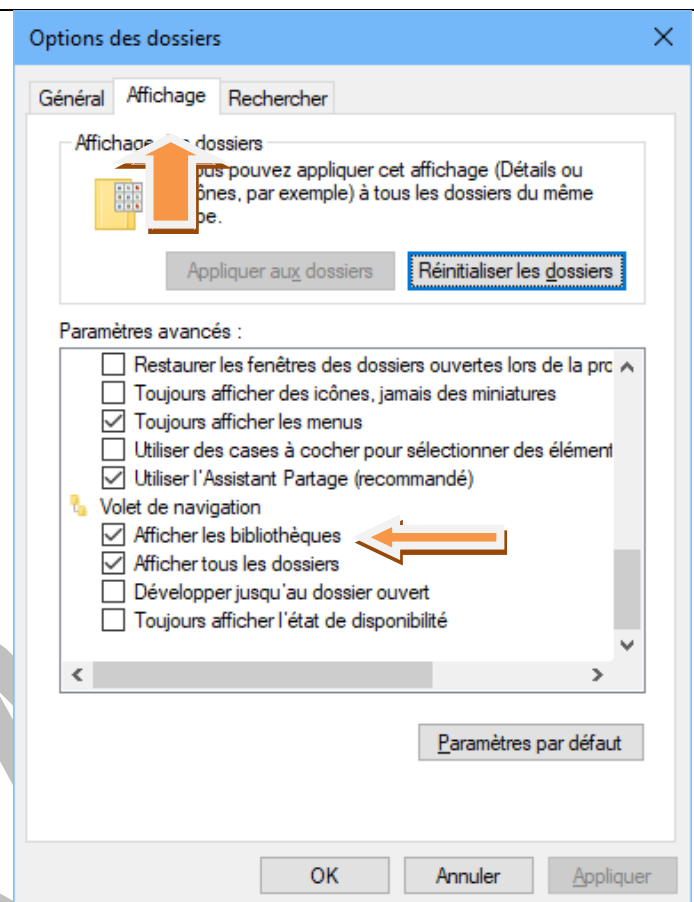 Options des dossiers
Général Affichage Rechercher
Affichage dossiers
pouvez appliquer cet affichage (Détails ou
par exemple) à tous les dossiers du même
Appliquer aux dossiers Réinitialiser les dossiers
Paramètres avancés :
Restaurer les fenêtres des dossiers ouvertes lors de la pro
Toujours afficher des icônes, jamais des miniatures
Toujours afficher les menus
Utiliser des cases à cocher pour sélectionner des élément
Utiliser l'Assistant Partage (recommandé)
Volet de navigation
Afficher les bibliothèques
Afficher tous les dossiers
Développer jusqu'au dossier ouvert
Toujours afficher l'état de disponibilité
Paramètres par défaut
OK Annuler Appliquer